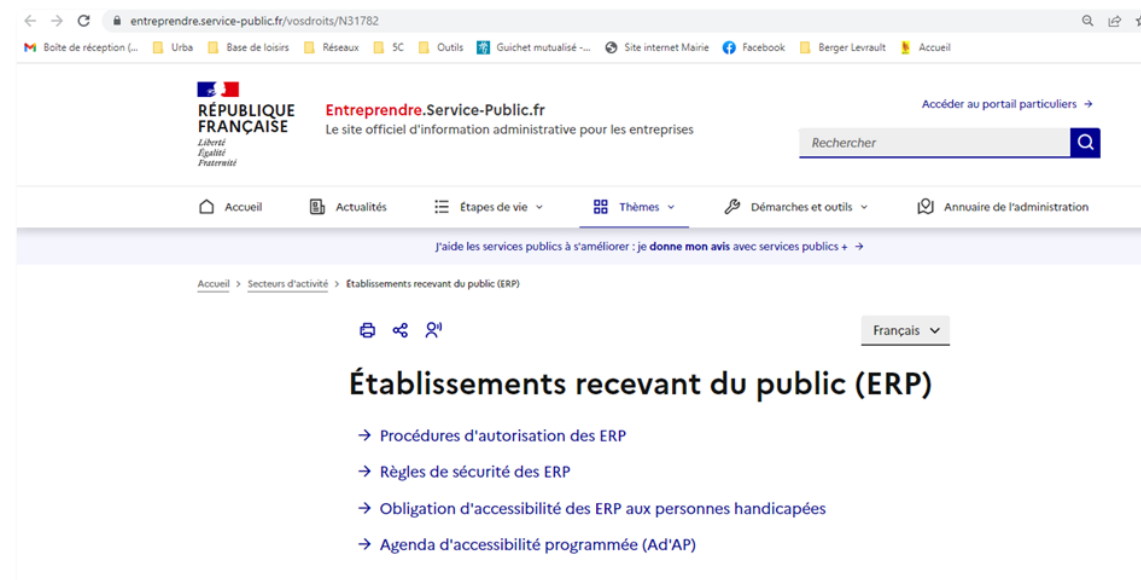 entreprendre.service-public.fr/vosdroits/N31782
Boîte de réception (... Urba Base de loisirs Réseaux 5C Outils Guichet mutualisé -... Site internet Mairie Facebook Berger Levrault Accueil
RÉPUBLIQUE
FRANÇAISE
Liberté
Égalité
Fraternité
Entreprendre.Service-Public.fr
Le site officiel d'information administrative pour les entreprises
Accéder au portail particuliers →
Rechercher
Accueil Actualités Étapes de vie Thèmes Démarches et outils Annuaire de l'administration
J'aide les services publics à s'améliorer : je donne mon avis avec services publics + →
Accueil > Secteurs d'activité > Établissements recevant du public (ERP)
Français
Établissements recevant du public (ERP)
→ Procédures d'autorisation des ERP
→ Règles de sécurité des ERP
→ Obligation d'accessibilité des ERP aux personnes handicapées
→ Agenda d'accessibilité programmée (Ad'AP)